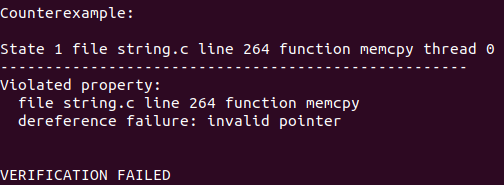 Counterexample:
State 1 file string.c line 264 function memcpy thread 0
----------------------------------------------------
Violated property:
  file string.c line 264 function memcpy
  dereference failure: invalid pointer
VERIFICATION FAILED